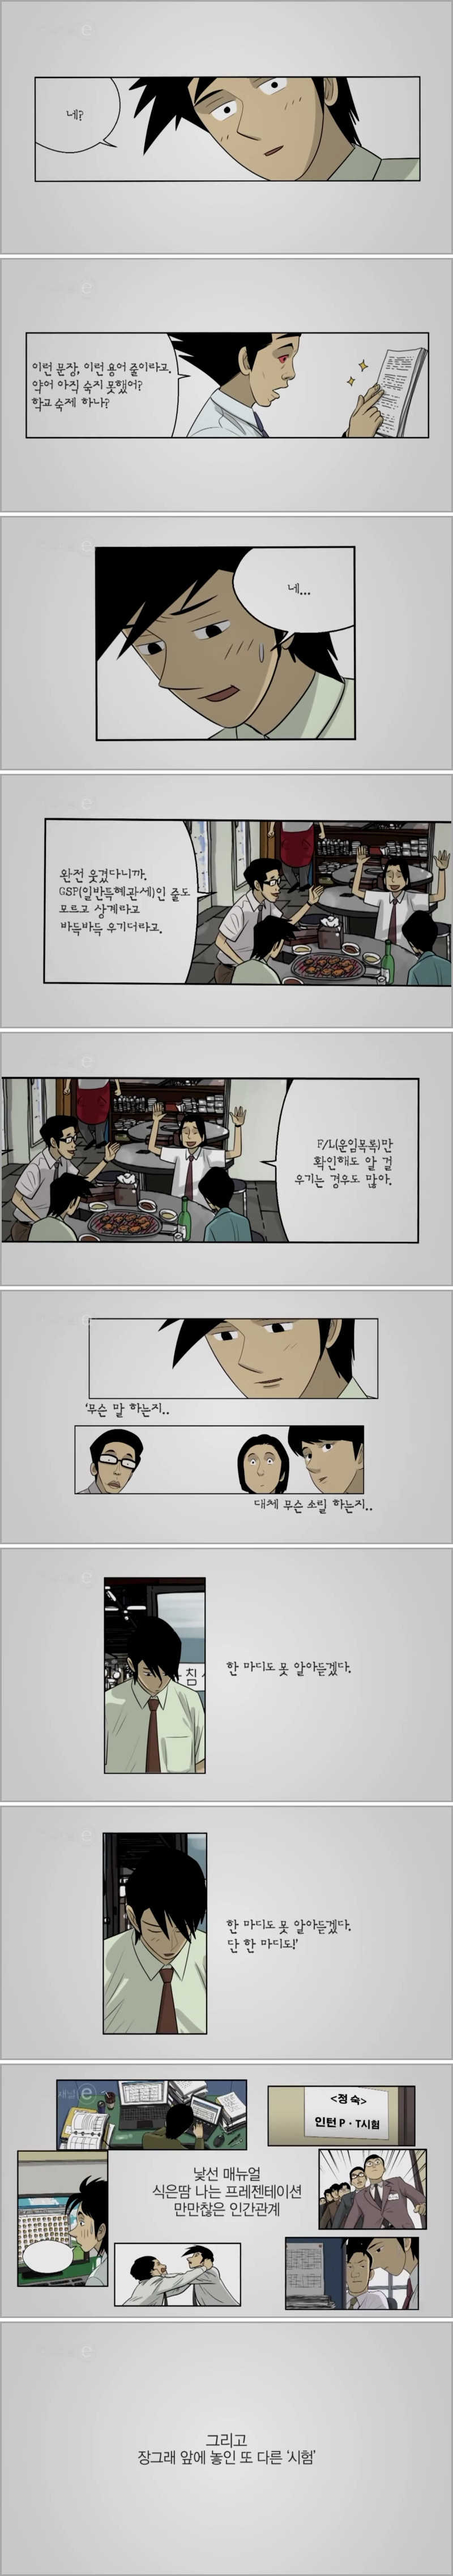 네?
이런 문장, 이런 용어 줄이라고.
약어 아직 숙지 못했어?
학교 숙제 하나?
네...
완전 웃겼다니까.
GSP(일반특혜관세)인 줄도
모르고 상계라고
바득바득 우기더라고.
F/L(운임목록)만
확인해도 알 걸
우기는 경우도 많아.
'무슨 말 하는지..
대체 무슨 소릴 하는지..
침
한 마디도 못 알아듣겠다.
한 마디도 못 알아듣겠다.
단 한 마디도!'
채널 e
<정 숙>
인턴 P·T시험
낯선 매뉴얼
식은땀 나는 프레젠테이션
만만찮은 인간관계
그리고
장그래 앞에 놓인 또 다른 '시험'